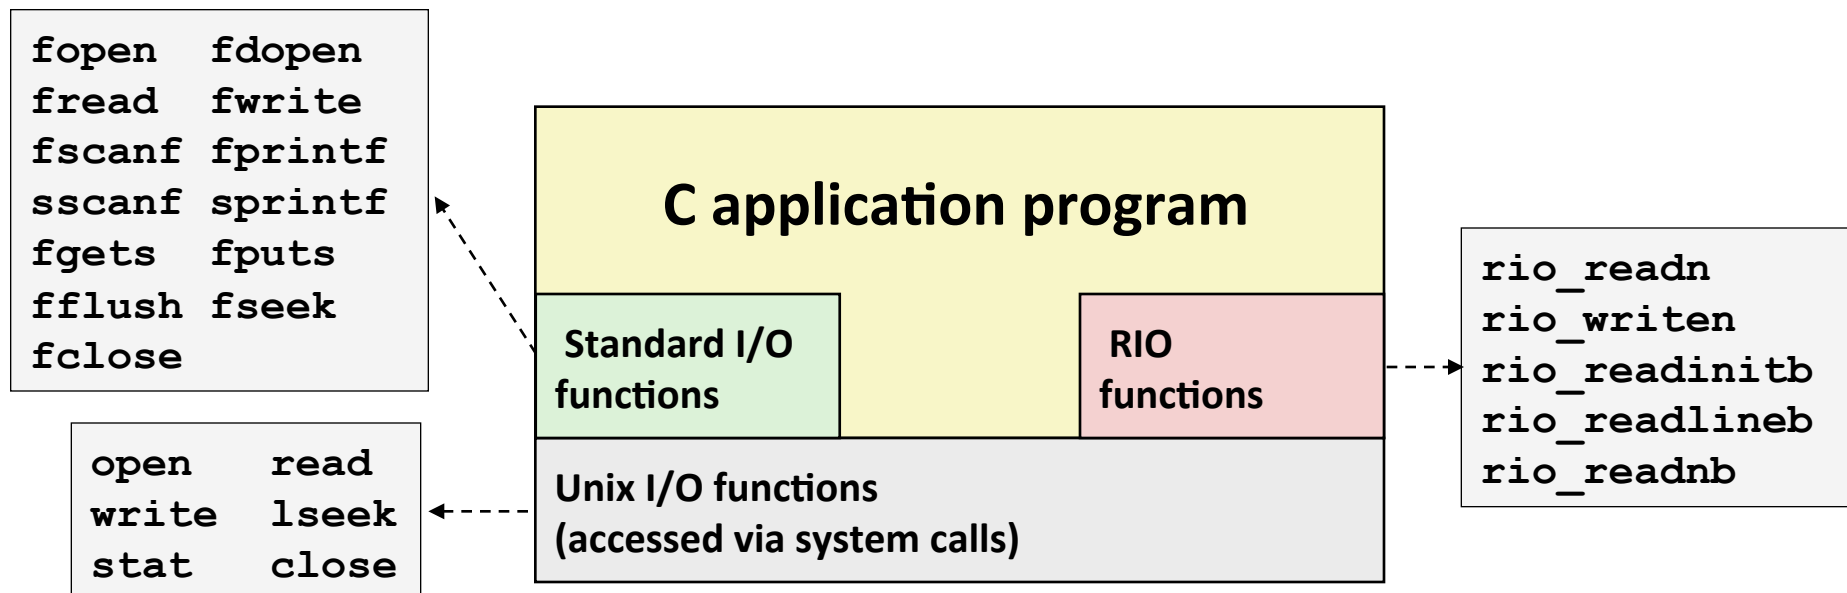 fopen fdopen
fread fwrite
fscanf fprintf
sscanf sprintf
fgets fputs
fflush fseek
fclose
C application program
Standard I/O
functions
RIO
functions
rio_readn
rio_writen
rio_readinitb
rio_readlineb
rio_readnb
open read
write lseek
stat close
Unix I/O functions
(accessed via system calls)